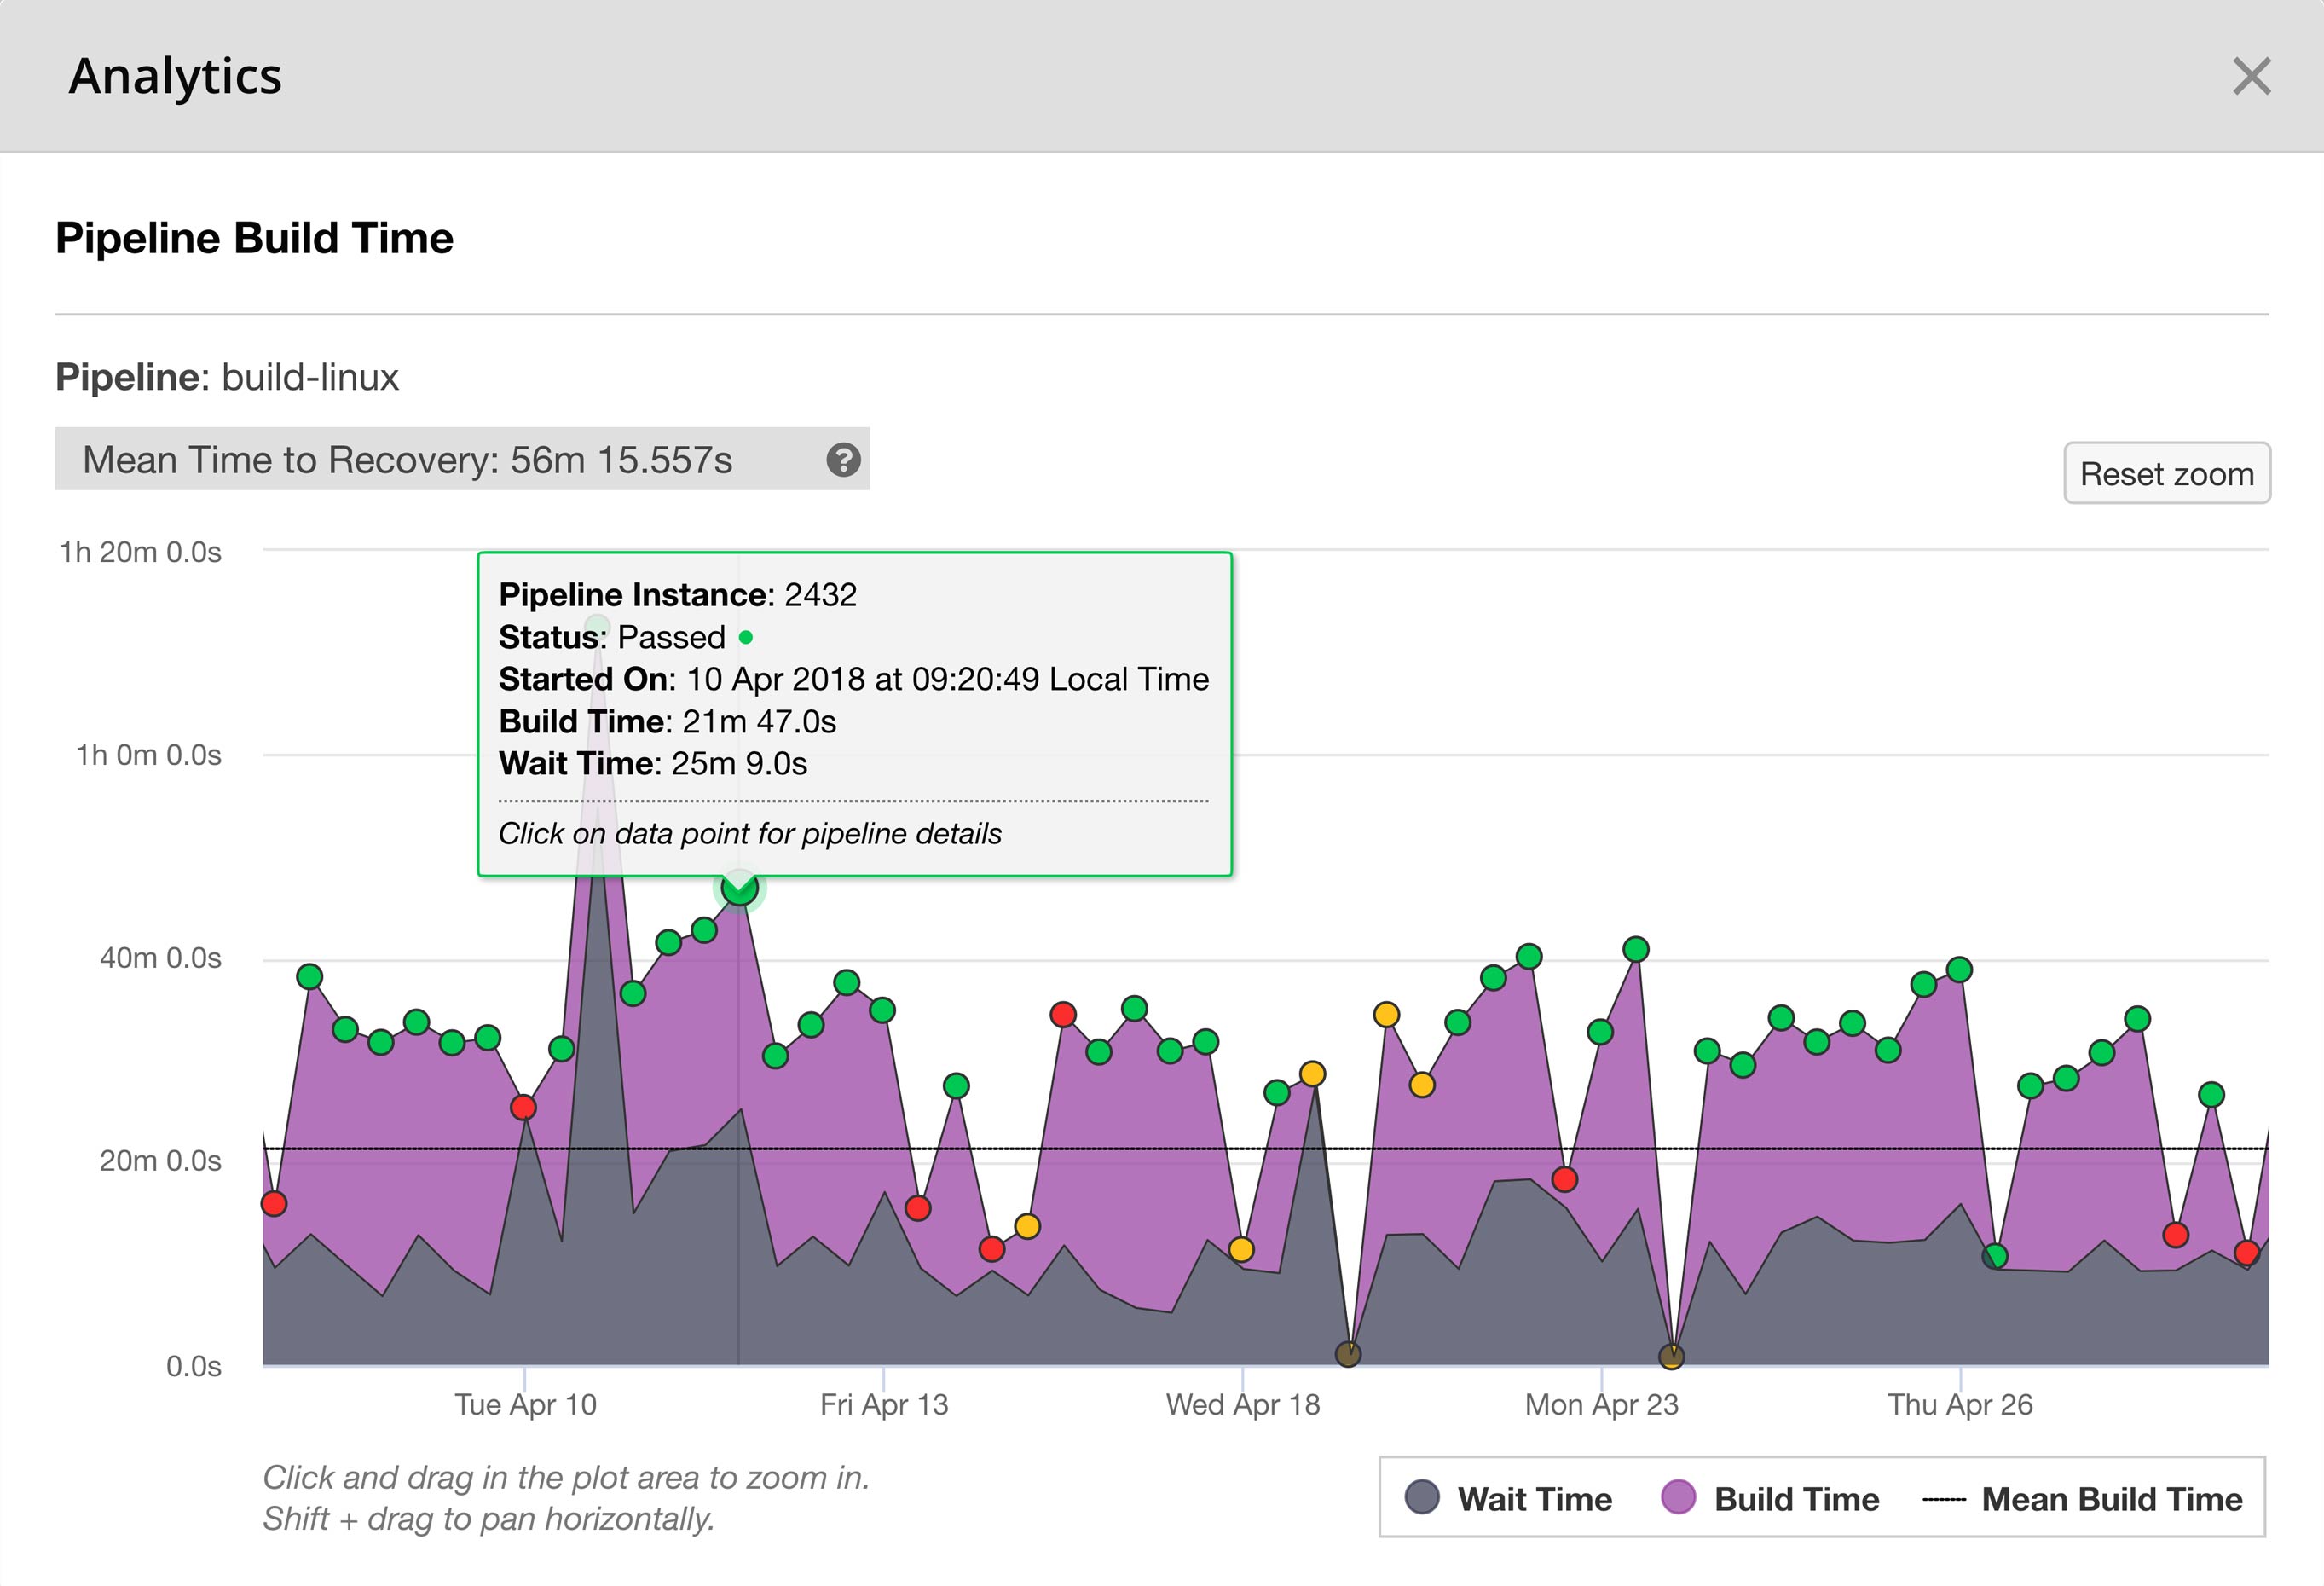 Analytics
Pipeline Build Time
Pipeline: build-linux
Mean Time to Recovery: 56m 15.557s ?
Reset zoom
1h 20m 0.0s
Pipeline Instance: 2432
Status: Passed
Started On: 10 Apr 2018 at 09:20:49 Local Time
Build Time: 21m 47.0s
Wait Time: 25m 9.0s
Click on data point for pipeline details
1h 0m 0.0s
40m 0.0s
20m 0.0s
0.0s
Tue Apr 10 Fri Apr 13 Wed Apr 18 Mon Apr 23 Thu Apr 26
Click and drag in the plot area to zoom in.
Shift + drag to pan horizontally.
Wait Time Build Time Mean Build Time